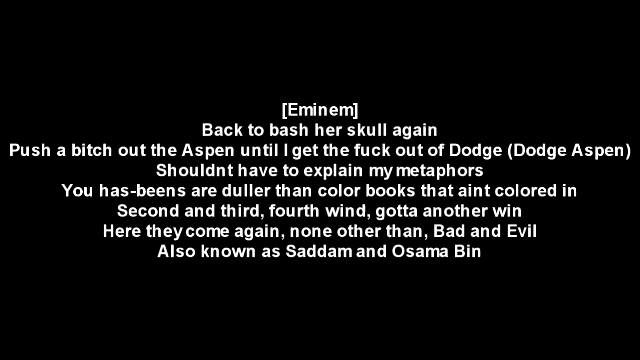 [Eminem]
Back to bash her skull again
Push a bitch out the Aspen until I get the fuck out of Dodge (Dodge Aspen)
Shouldnt have to explain my metaphors
You has-beens are duller than color books that aint colored in
Second and third, fourth wind, gotta another win
Here they come again, none other than, Bad and Evil
Also known as Saddam and Osama Bin